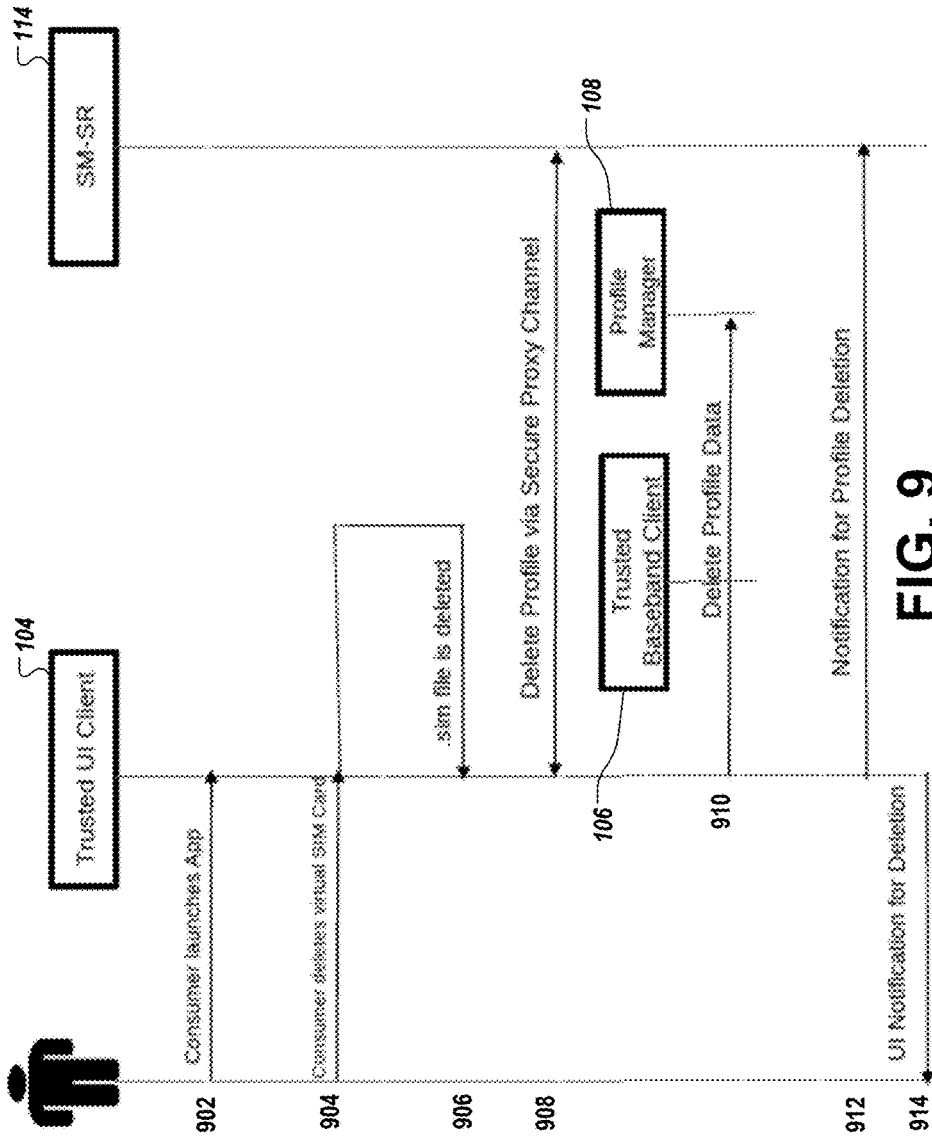 Trusted UI Client
104
SM-SR
114
902
Consumer launches App
904
Consumer deletes virtual SIM Card
906
.sim file is deleted
908
Delete Profile via Secure Proxy Channel
Trusted
Baseband Client
106
Profile
Manager
108
910
Delete Profile Data
912
Notification for Profile Deletion
914
UI Notification for Deletion
FIG. 9